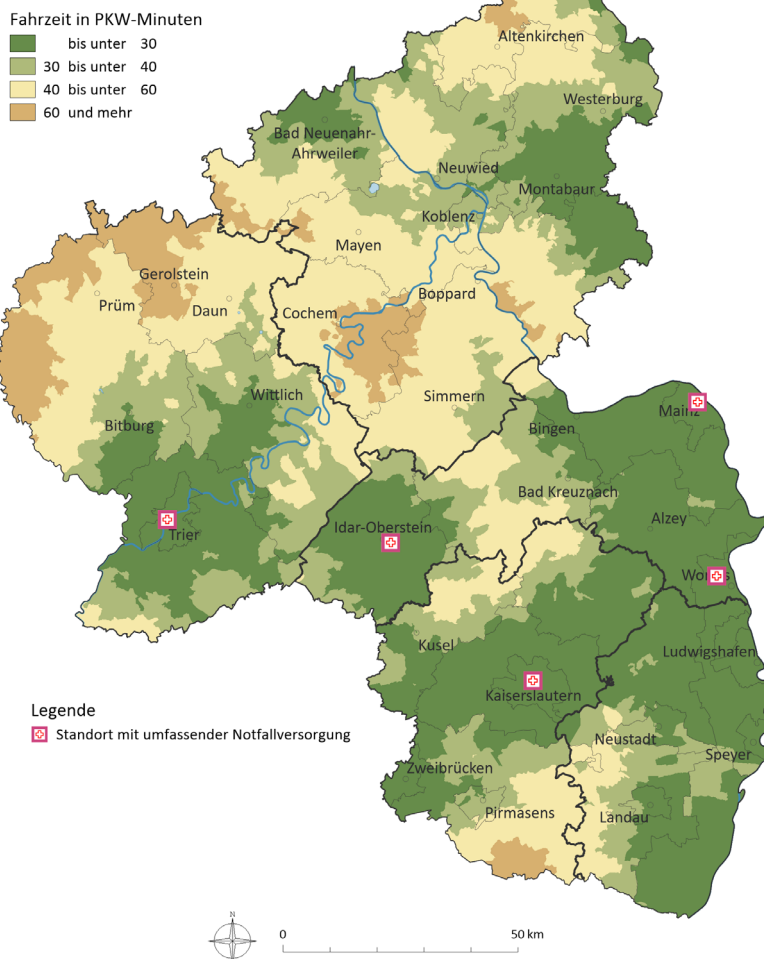 Fahrzeit in PKW-Minuten
bis unter 30
30 bis unter 40
40 bis unter 60
60 und mehr
Altenkirchen
Westerburg
Bad Neuenahr-
Ahrweiler
Neuwied
Montabaur
Koblenz
Mayen
Gerolstein
Boppard
Prüm
Daun
Cochem
Wittlich
Simmern
Mainz
Bitburg
Bingen
Bad Kreuznach
Alzey
Idar-Oberstein
Trier
Worms
Kusel
Ludwigshafen
Kaiserslautern
Legende
Standort mit umfassender Notfallversorgung
Neustadt
Speyer
Zweibrücken
Pirmasens
Landau
N
0 50 km